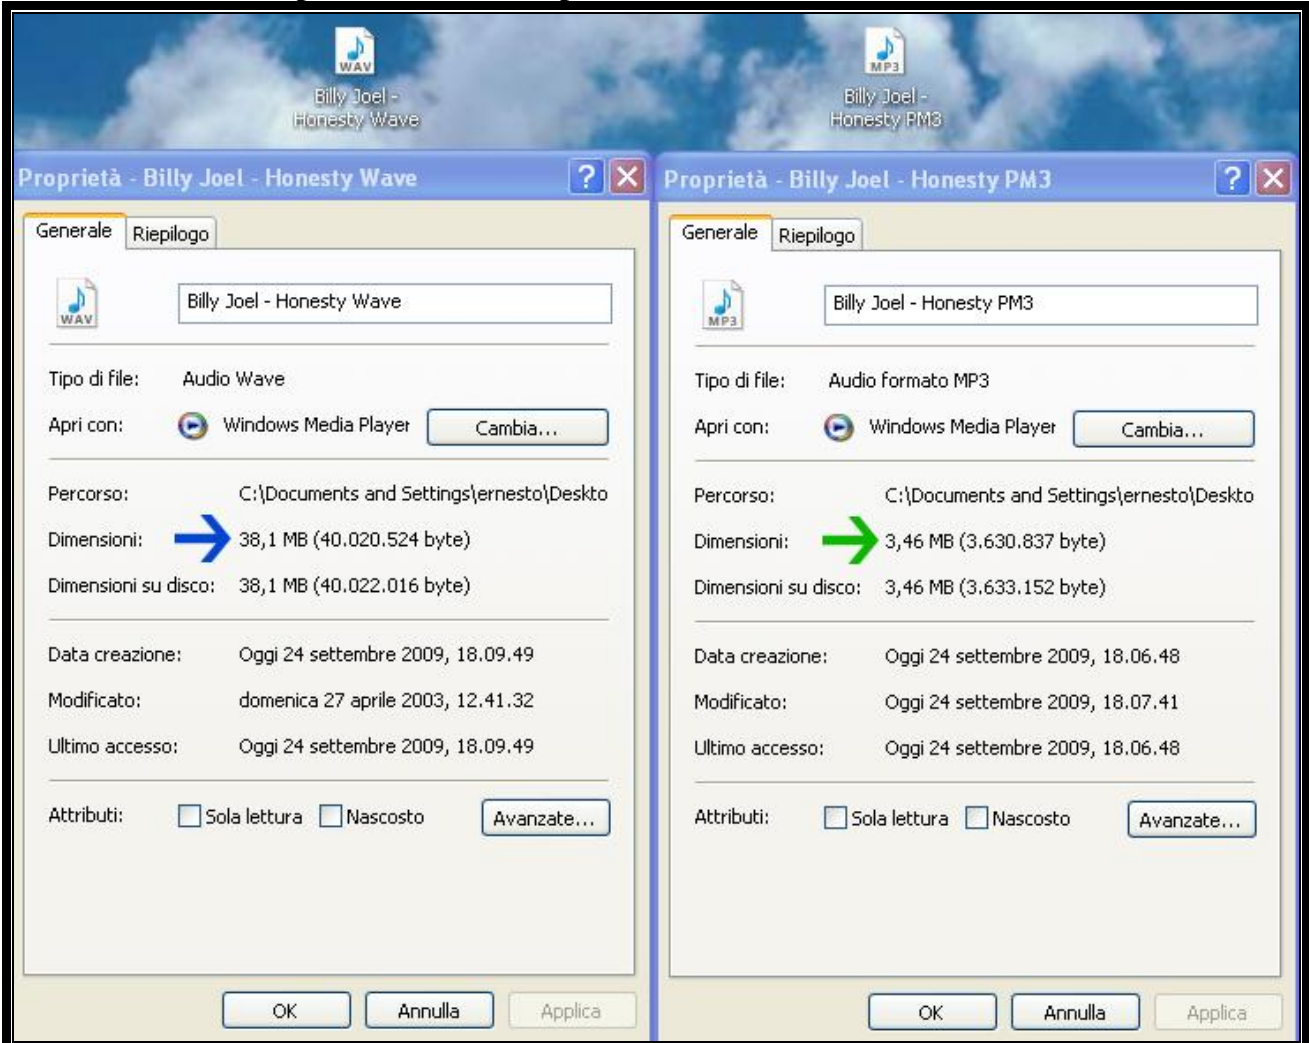 WAV
Billy Joel -
Honesty Wave
MP3
Billy Joel -
Honesty PM3
Proprietà - Billy Joel - Honesty Wave
Generale Riepilogo
WAV
Billy Joel - Honesty Wave
Tipo di file: Audio Wave
Apri con: Windows Media Player Cambia...
Percorso: C:\Documents and Settings\ernesto\Deskto
Dimensioni: 38,1 MB (40.020.524 byte)
Dimensioni su disco: 38,1 MB (40.022.016 byte)
Data creazione: Oggi 24 settembre 2009, 18.09.49
Modificato: domenica 27 aprile 2003, 12.41.32
Ultimo accesso: Oggi 24 settembre 2009, 18.09.49
Attributi: Sola lettura Nascosto Avanzate...
OK Annulla Applica
Proprietà - Billy Joel - Honesty PM3
Generale Riepilogo
MP3
Billy Joel - Honesty PM3
Tipo di file: Audio formato MP3
Apri con: Windows Media Player Cambia...
Percorso: C:\Documents and Settings\ernesto\Deskto
Dimensioni: 3,46 MB (3.630.837 byte)
Dimensioni su disco: 3,46 MB (3.633.152 byte)
Data creazione: Oggi 24 settembre 2009, 18.06.48
Modificato: Oggi 24 settembre 2009, 18.07.41
Ultimo accesso: Oggi 24 settembre 2009, 18.06.48
Attributi: Sola lettura Nascosto Avanzate...
OK Annulla Applica